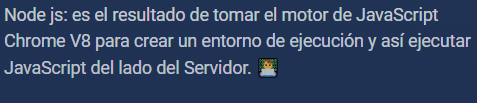 Node js: es el resultado de tomar el motor de JavaScript
Chrome V8 para crear un entorno de ejecución y así ejecutar
JavaScript del lado del Servidor.